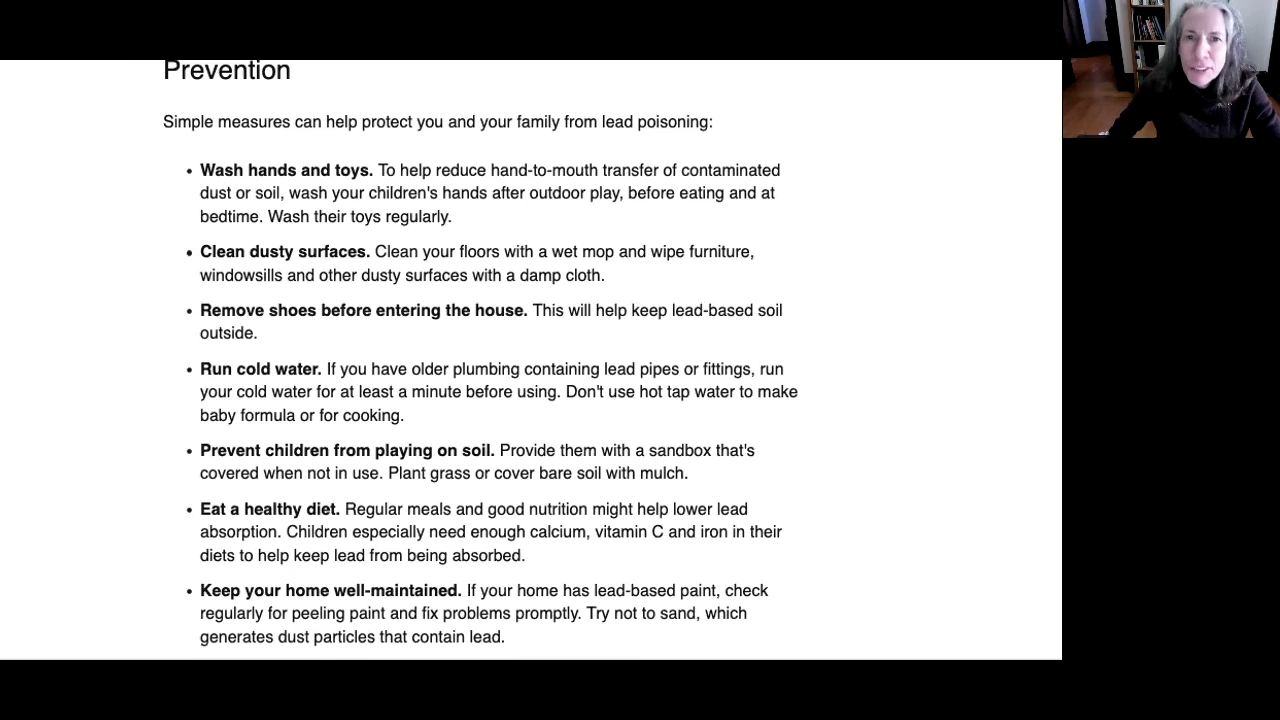 Prevention
Simple measures can help protect you and your family from lead poisoning:
• Wash hands and toys. To help reduce hand-to-mouth transfer of contaminated
dust or soil, wash your children's hands after outdoor play, before eating and at
bedtime. Wash their toys regularly.
• Clean dusty surfaces. Clean your floors with a wet mop and wipe furniture,
windowsills and other dusty surfaces with a damp cloth.
• Remove shoes before entering the house. This will help keep lead-based soil
outside.
• Run cold water. If you have older plumbing containing lead pipes or fittings, run
your cold water for at least a minute before using. Don't use hot tap water to make
baby formula or for cooking.
• Prevent children from playing on soil. Provide them with a sandbox that's
covered when not in use. Plant grass or cover bare soil with mulch.
• Eat a healthy diet. Regular meals and good nutrition might help lower lead
absorption. Children especially need enough calcium, vitamin C and iron in their
diets to help keep lead from being absorbed.
• Keep your home well-maintained. If your home has lead-based paint, check
regularly for peeling paint and fix problems promptly. Try not to sand, which
generates dust particles that contain lead.